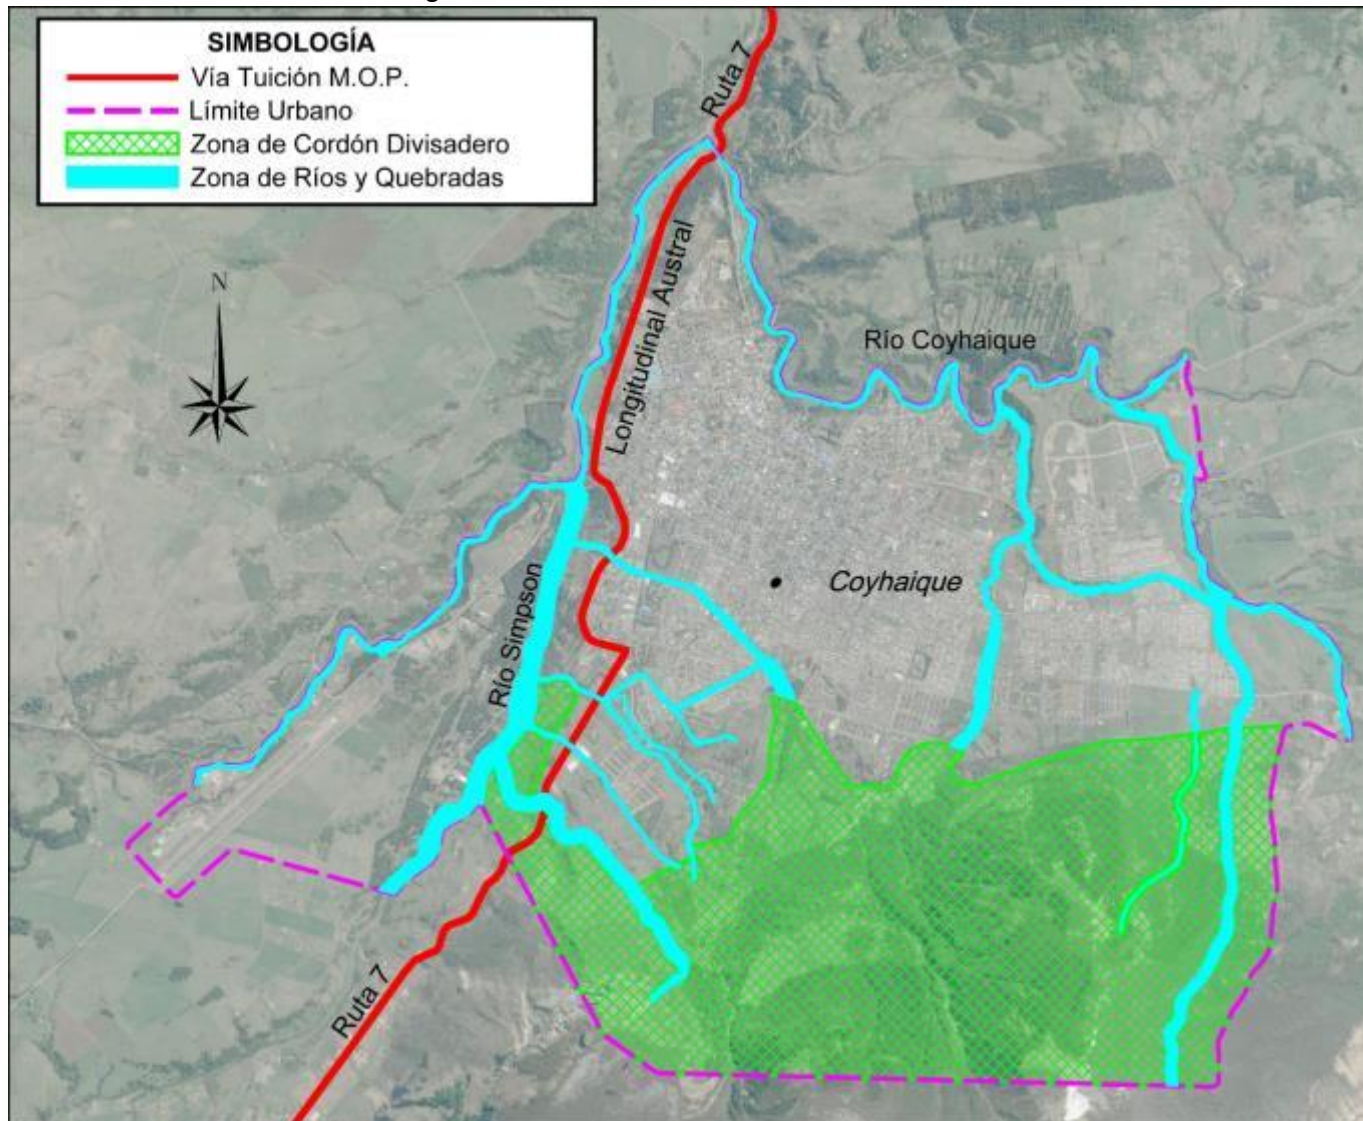 SIMBOLOGÍA
Vía Tuición M.O.P.
Límite Urbano
Zona de Cordón Divisadero
Zona de Ríos y Quebradas
Ruta 7
N
Longitudinal Austral
Río Coyhaique
Río Simpson
Coyhaique
Ruta 7